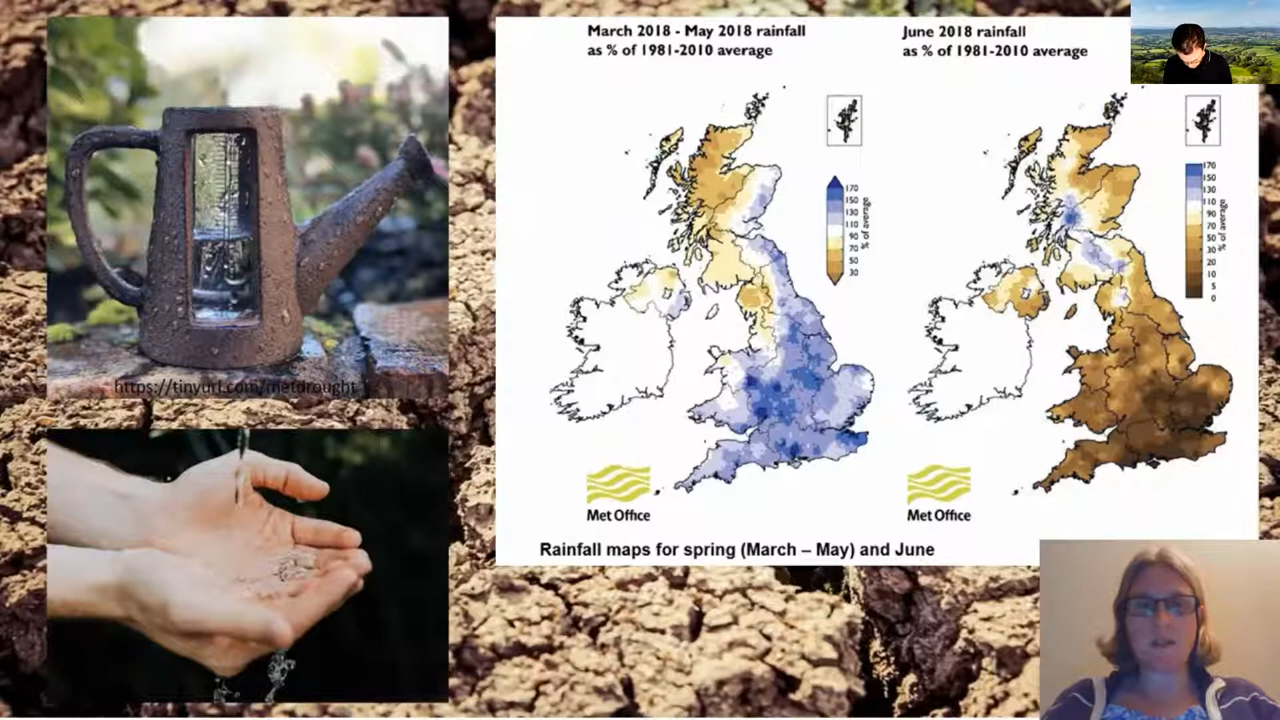 March 2018 - May 2018 rainfall
as % of 1981-2010 average
June 2018 rainfall
as % of 1981-2010 average
170
150
130
110
90
70
50
30
% of average
170
150
130
110
90
70
50
30
20
10
5
0
% of average
Met Office
Met Office
Rainfall maps for spring (March – May) and June
https://tinyurl.com/metdrought